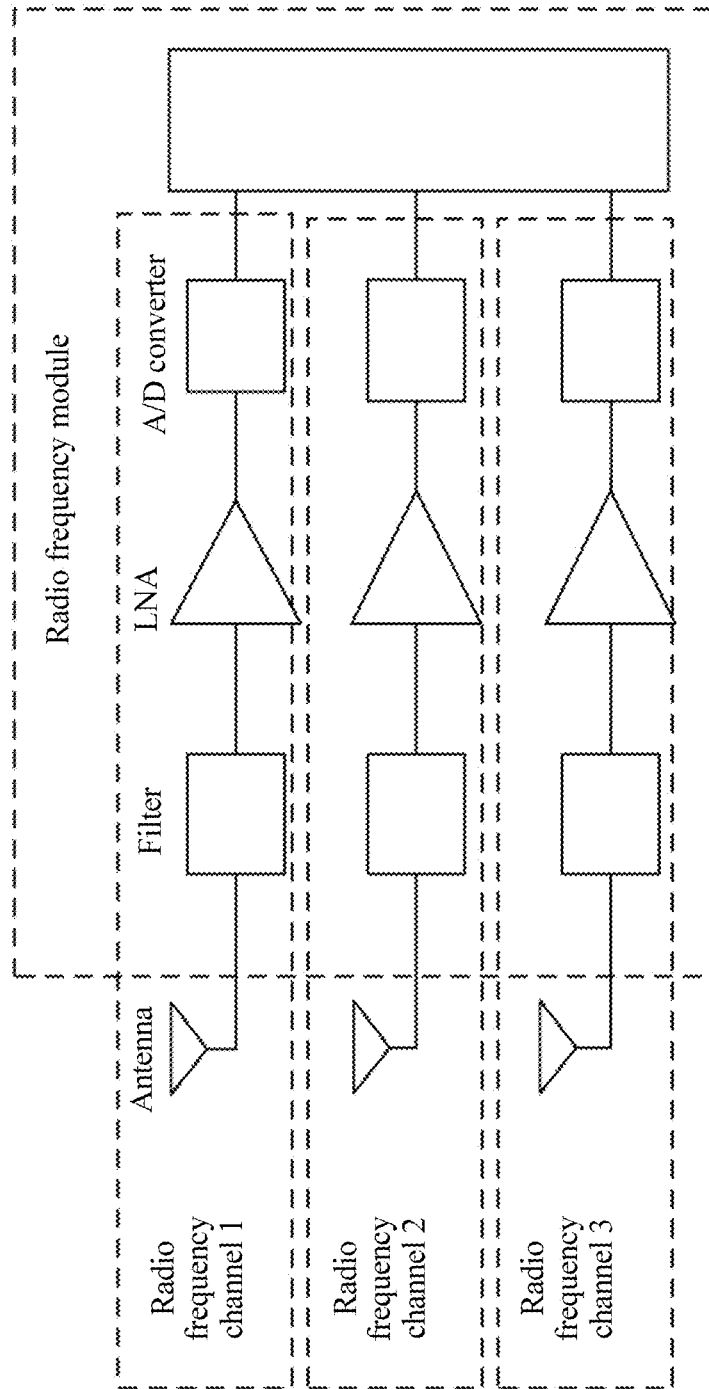 Radio frequency module
Antenna
Filter
LNA
A/D converter
Radio
frequency
channel 1
Radio
frequency
channel 2
Radio
frequency
channel 3